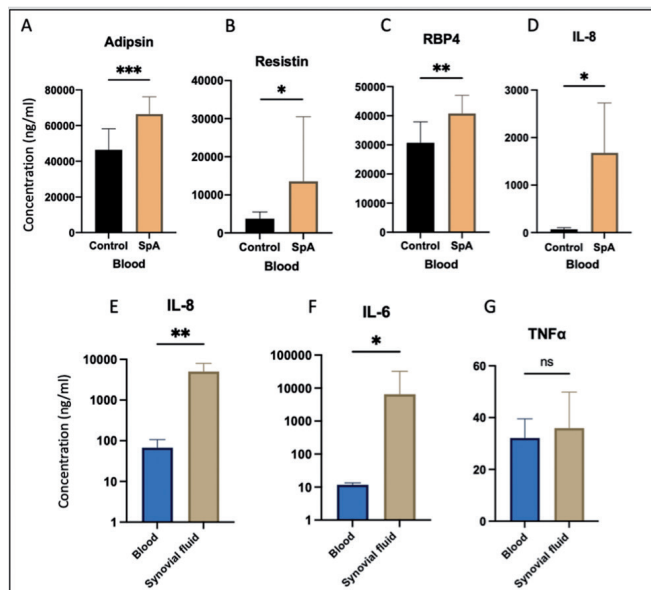 A
Adipsin
***
Concentration (ng/ml)
80000
60000
40000
20000
0
Control SpA
Blood
B
Resistin
*
40000
30000
20000
10000
0
Control SpA
Blood
C
RBP4
**
50000
40000
30000
20000
10000
0
Control SpA
Blood
D
IL-8
*
3000
2000
1000
0
Control SpA
Blood
E
IL-8
**
Concentration (ng/ml)
10000
1000
100
10
1
Blood
Synovial fluid
F
IL-6
*
100000
10000
1000
100
10
1
Blood
Synovial fluid
G
TNFα
ns
60
40
20
0
Blood
Synovial fluid